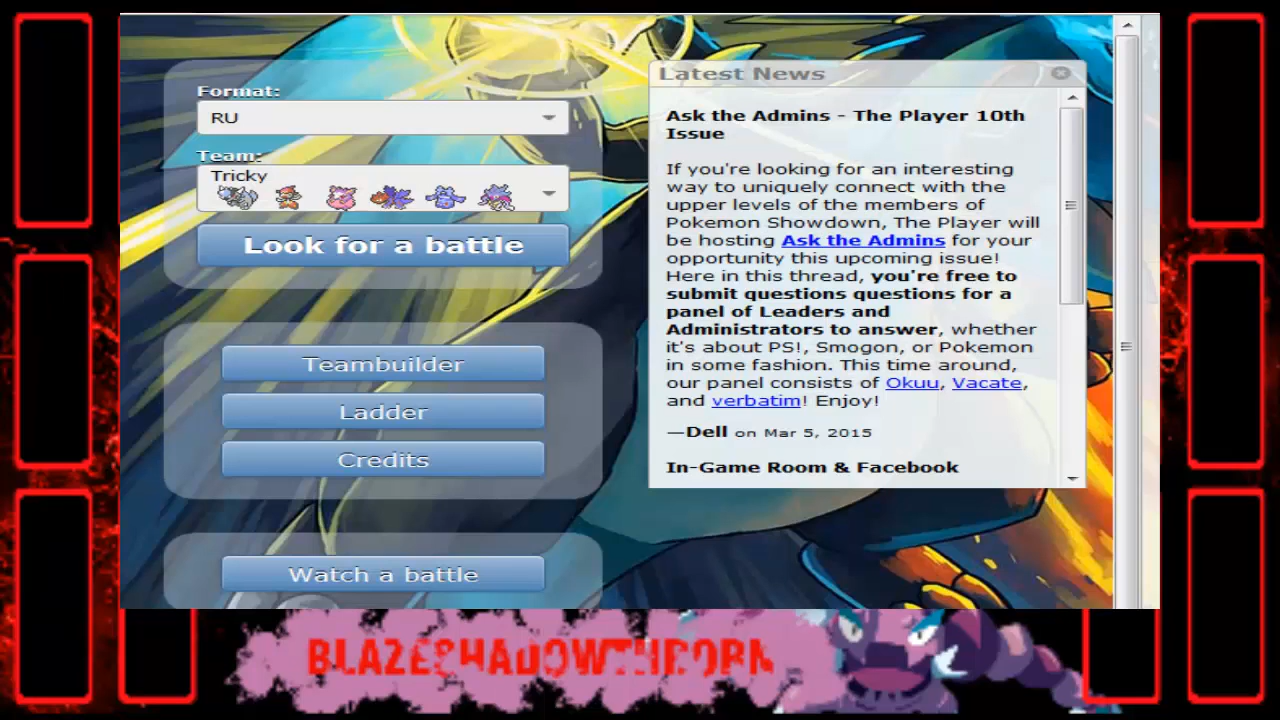 Format:
RU
Team:
Tricky
Look for a battle
Teambuilder
Ladder
Credits
Watch a battle
Latest News
Ask the Admins - The Player 10th
Issue
If you're looking for an interesting
way to uniquely connect with the
upper levels of the members of
Pokemon Showdown, The Player will
be hosting Ask the Admins for your
opportunity this upcoming issue!
Here in this thread, you're free to
submit questions questions for a
panel of Leaders and
Administrators to answer, whether
it's about PS!, Smogon, or Pokemon
in some fashion. This time around,
our panel consists of Okuu, Vacate,
and verbatim! Enjoy!
—Dell on Mar 5, 2015
In-Game Room & Facebook